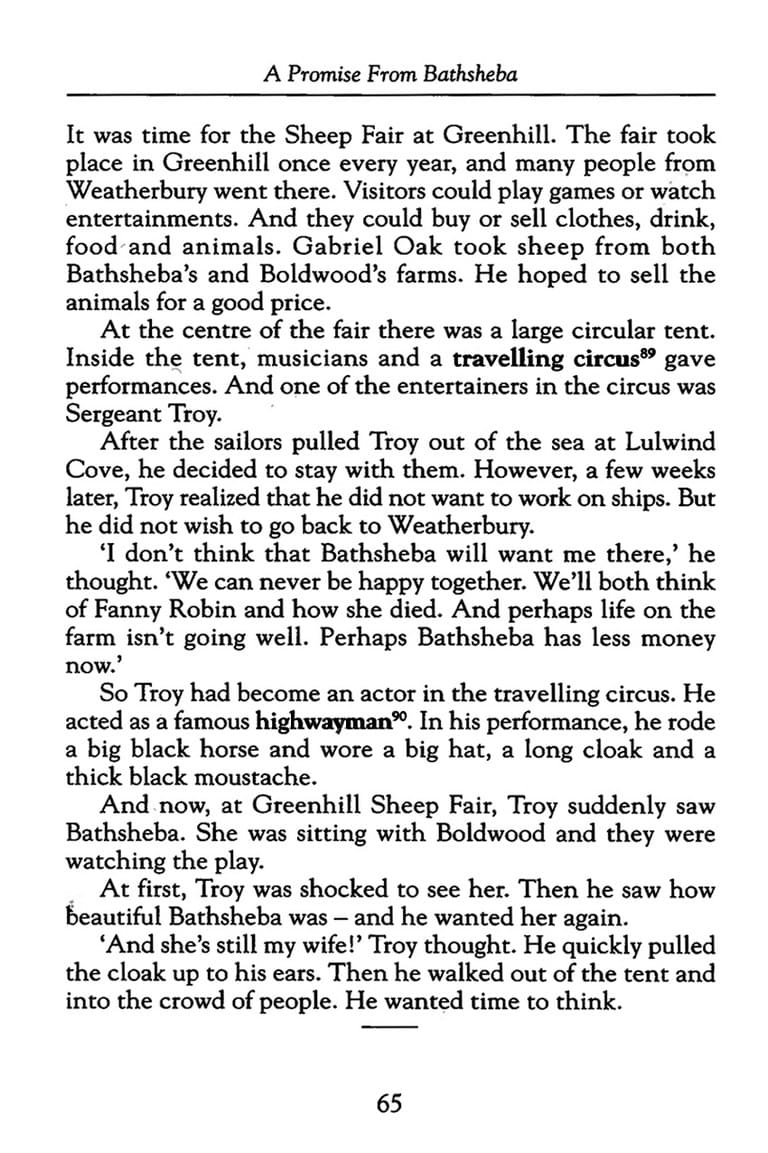 A Promise From Bathsheba
It was time for the Sheep Fair at Greenhill. The fair took
place in Greenhill once every year, and many people from
Weatherbury went there. Visitors could play games or watch
entertainments. And they could buy or sell clothes, drink,
food and animals. Gabriel Oak took sheep from both
Bathsheba’s and Boldwood’s farms. He hoped to sell the
animals for a good price.
At the centre of the fair there was a large circular tent.
Inside the tent, musicians and a travelling circus⁸⁹ gave
performances. And one of the entertainers in the circus was
Sergeant Troy.
After the sailors pulled Troy out of the sea at Lulwind
Cove, he decided to stay with them. However, a few weeks
later, Troy realized that he did not want to work on ships. But
he did not wish to go back to Weatherbury.
‘I don’t think that Bathsheba will want me there,’ he
thought. ‘We can never be happy together. We’ll both think
of Fanny Robin and how she died. And perhaps life on the
farm isn’t going well. Perhaps Bathsheba has less money
now.’
So Troy had become an actor in the travelling circus. He
acted as a famous highwayman⁹⁰. In his performance, he rode
a big black horse and wore a big hat, a long cloak and a
thick black moustache.
And now, at Greenhill Sheep Fair, Troy suddenly saw
Bathsheba. She was sitting with Boldwood and they were
watching the play.
At first, Troy was shocked to see her. Then he saw how
beautiful Bathsheba was – and he wanted her again.
‘And she’s still my wife!’ Troy thought. He quickly pulled
the cloak up to his ears. Then he walked out of the tent and
into the crowd of people. He wanted time to think.
65